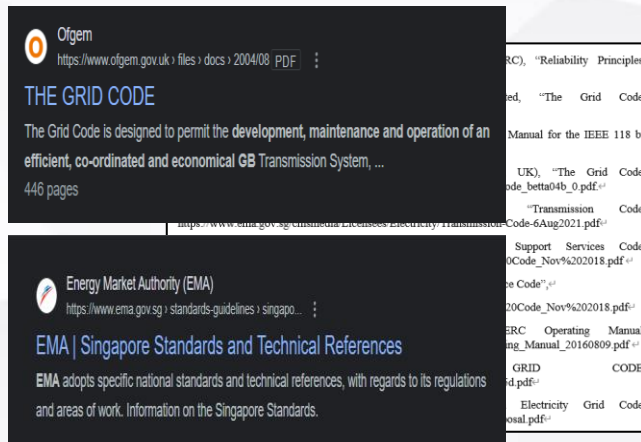 Ofgem
https://www.ofgem.gov.uk › files › docs › 2004/08 PDF
THE GRID CODE
The Grid Code is designed to permit the development, maintenance and operation of an
efficient, co-ordinated and economical GB Transmission System, ...
446 pages
Energy Market Authority (EMA)
https://www.ema.gov.sg › standards-guidelines › singapo...
EMA | Singapore Standards and Technical References
EMA adopts specific national standards and technical references, with regards to its regulations
and areas of work. Information on the Singapore Standards.
RC), “Reliability Principles
ted, “The Grid Code
Manual for the IEEE 118 b
UK), “The Grid Code
ode_betta04b_0.pdf.
“Transmission Code
https://www.ema.gov.sg/cmsmedia/Licensees/Electricity/Transmission-Code-6Aug2021.pdf
Support Services Code
0Code_Nov%202018.pdf
ce Code”,
20Code_Nov%202018.pdf
ERC Operating Manual
ing_Manual_20160809.pdf
GRID CODE
5d.pdf
Electricity Grid Code
osal.pdf